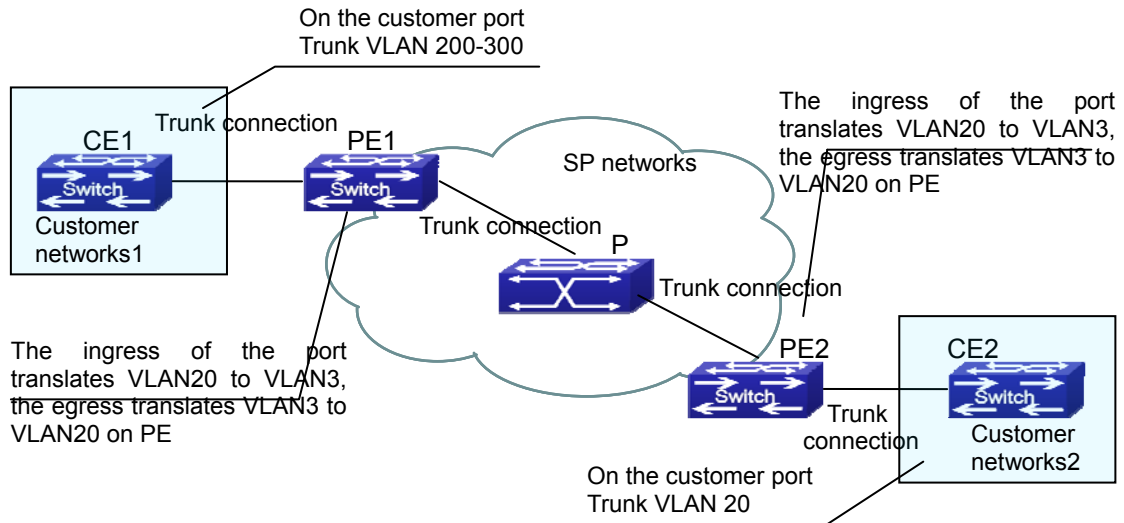 On the customer port
Trunk VLAN 200-300
Trunk connection
CE1
PE1
Switch
Switch
Customer
networks1
SP networks
The ingress of the port
translates VLAN20 to VLAN3,
the egress translates VLAN3 to
VLAN20 on PE
Trunk connection
P
Trunk connection
The ingress of the port
translates VLAN20 to VLAN3,
the egress translates VLAN3 to
VLAN20 on PE
PE2
CE2
Switch
Switch
Trunk
connection
Customer
networks2
On the customer port
Trunk VLAN 20